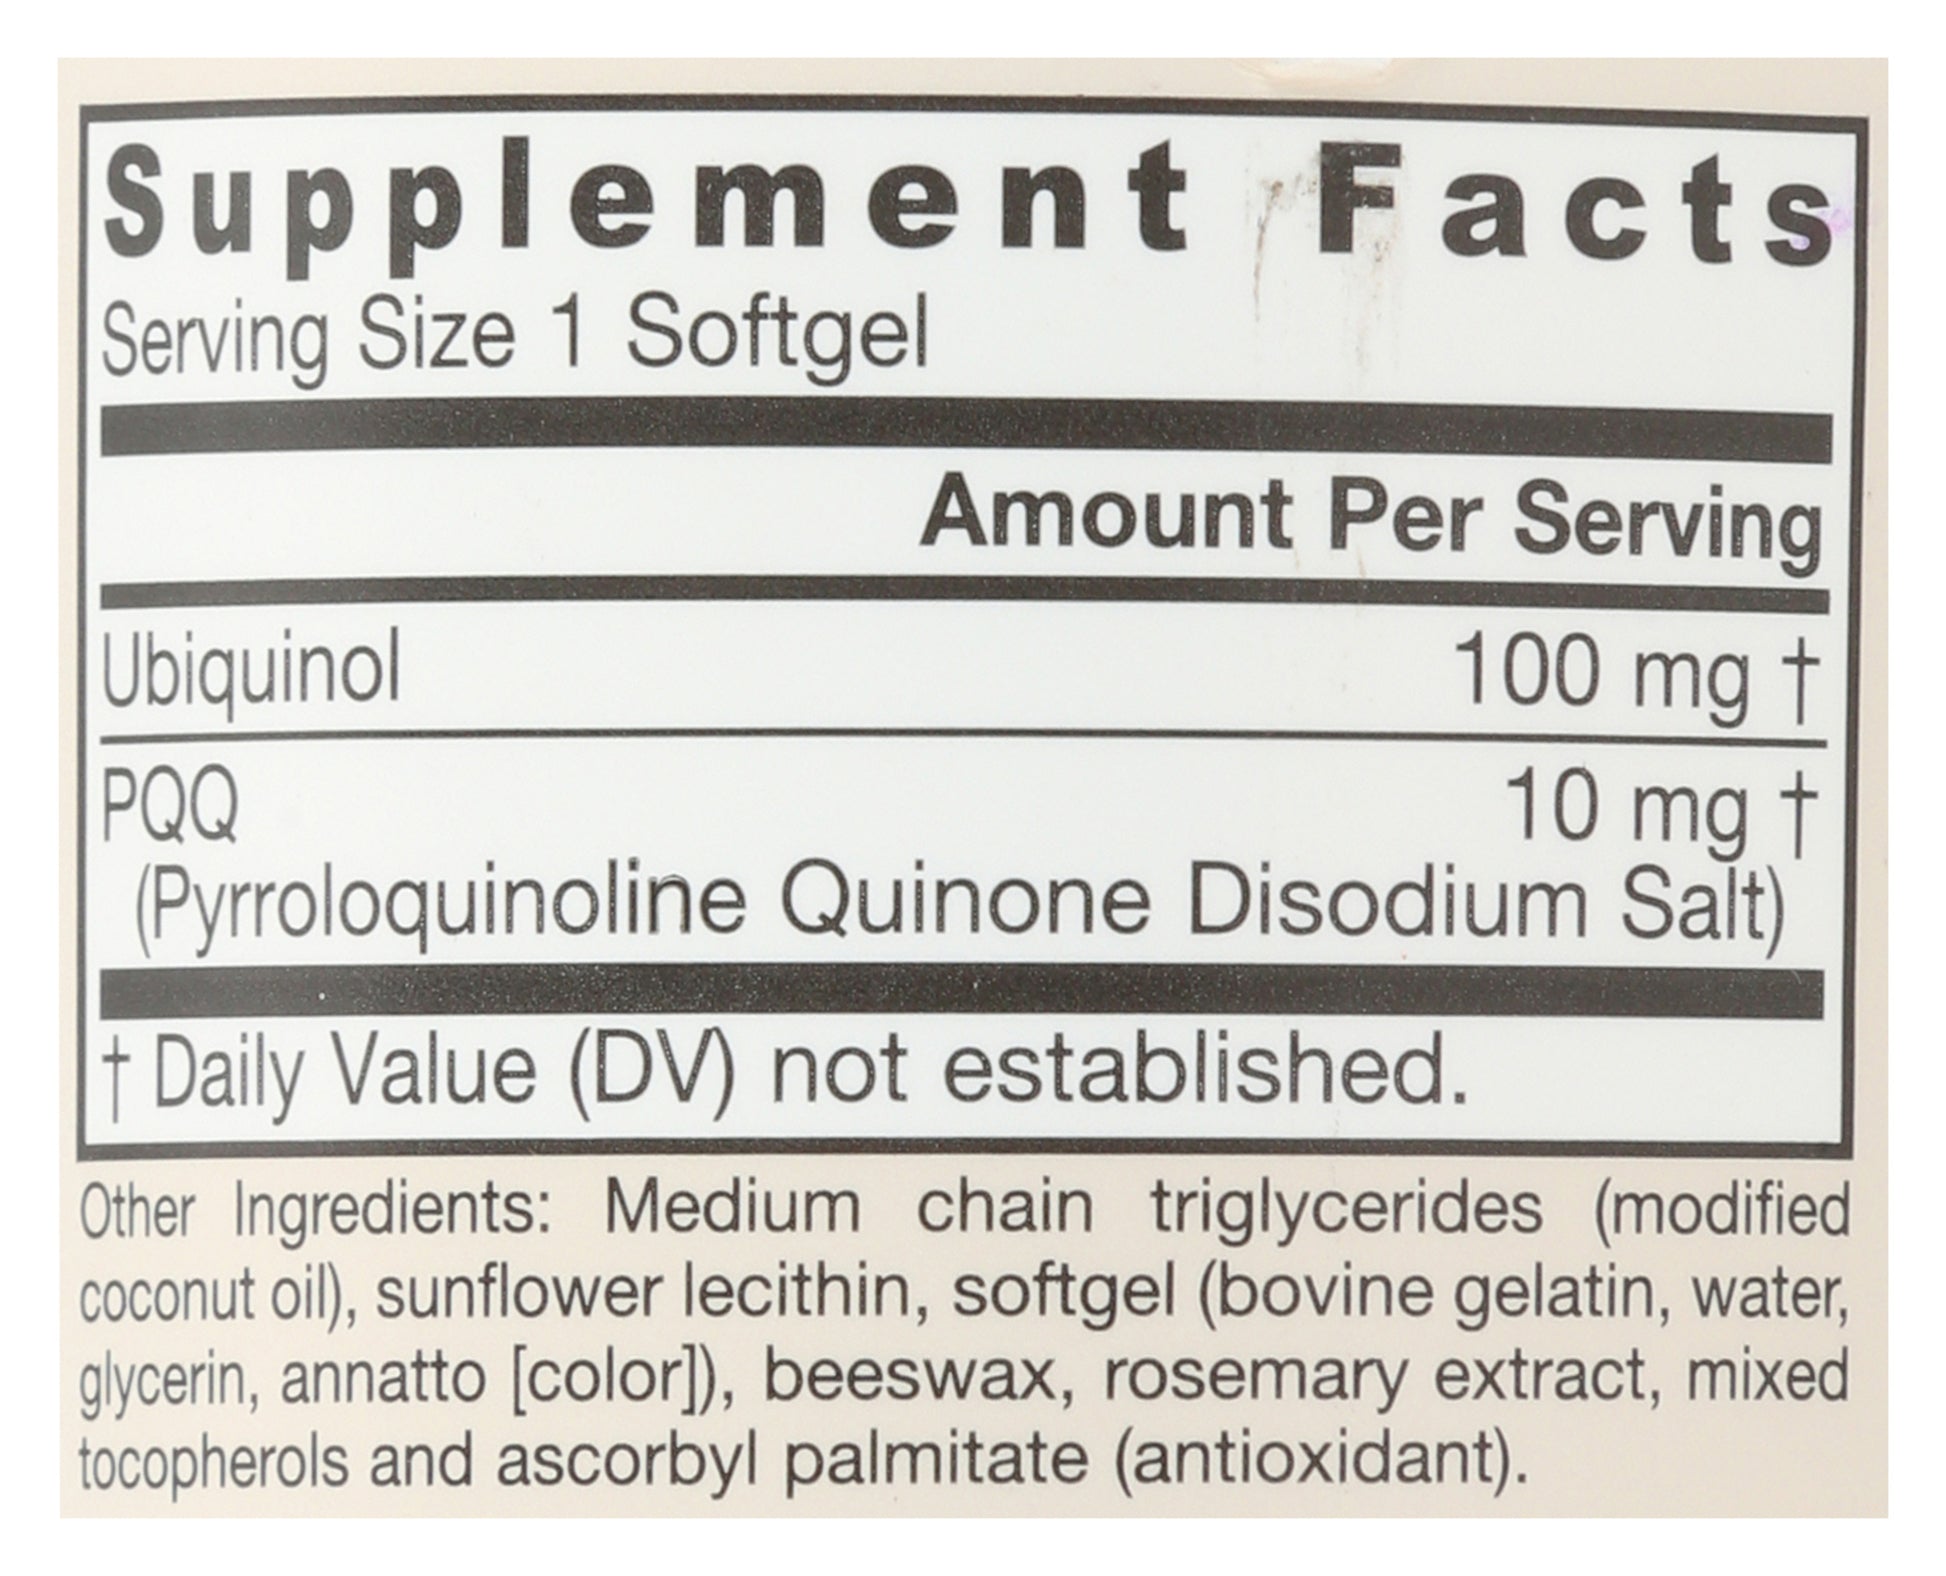 Supplement Facts
Serving Size 1 Softgel
Amount Per Serving
Ubiquinol 100 mg †
PQQ 10 mg †
(Pyrroloquinoline Quinone Disodium Salt)
† Daily Value (DV) not established.
Other Ingredients: Medium chain triglycerides (modified
coconut oil), sunflower lecithin, softgel (bovine gelatin, water,
glycerin, annatto [color]), beeswax, rosemary extract, mixed
tocopherols and ascorbyl palmitate (antioxidant).